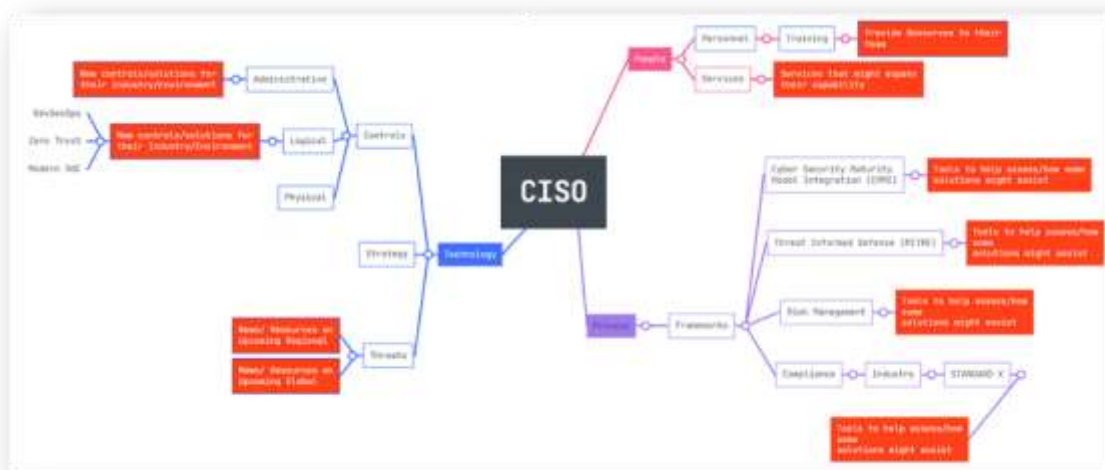 CISO
People
Personnel
Training
Provide Resources to their
Team
Services
Services that might expand
their capability
Technology
Controls
Administrative
New controls/solutions for
their Industry/Environment
Logical
New controls/solutions for
their Industry/Environment
DevSecOps
Zero Trust
Modern SOC
Physical
Strategy
Threats
News/ Resources on
Upcoming Regional
News/ Resources on
Upcoming Global
Process
Frameworks
Cyber Security Maturity
Model Integration (CMMI)
Tools to help assess/how some
solutions might assist
Threat Informed Defense (MITRE)
Tools to help assess/how
some
solutions might assist
Risk Management
Tools to help assess/how
some
solutions might assist
Compliance
Industry
STANDARD X
Tools to help assess/how
some
solutions might assist